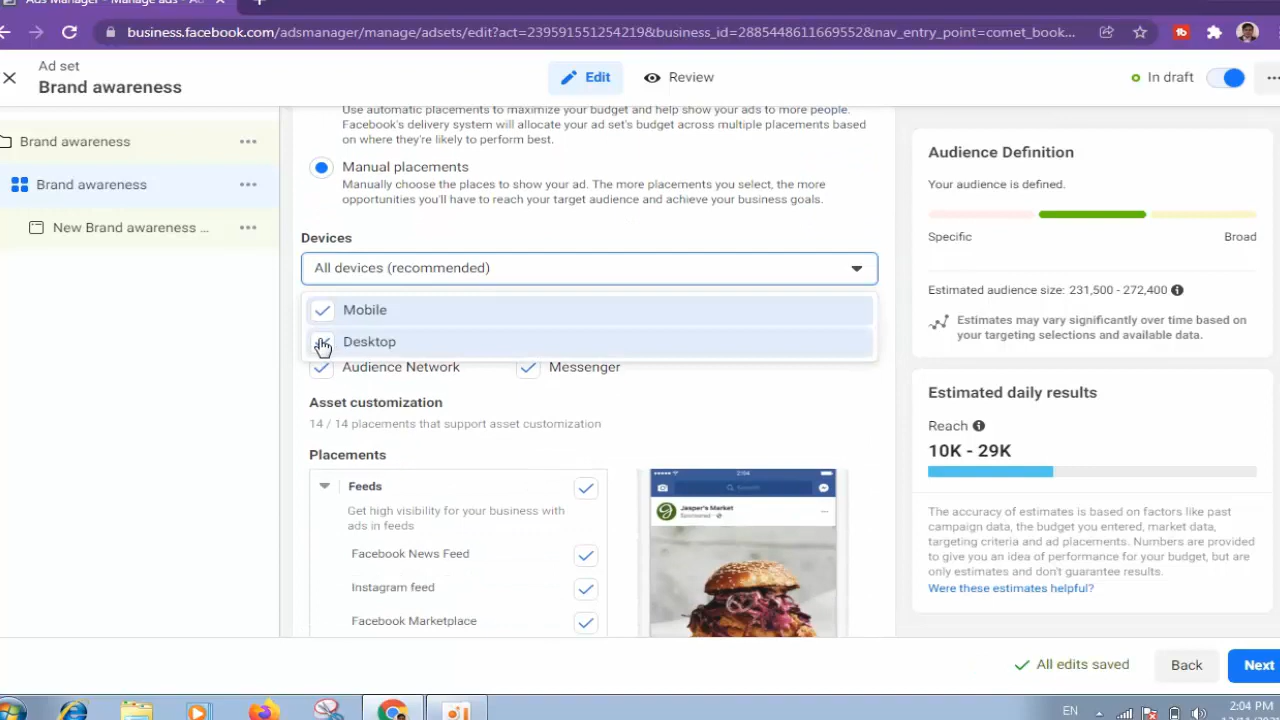 Ads Manager - Manage ads - Ad
business.facebook.com/adsmanager/manage/adsets/edit?act=239591551254219&business_id=2885448611669552&nav_entry_point=comet_book...
Ad set
Brand awareness
Edit
Review
In draft
Brand awareness
Brand awareness
New Brand awareness ...
Use automatic placements to maximize your budget and help show your ads to more people.
Facebook's delivery system will allocate your ad set's budget across multiple placements based
on where they're likely to perform best.
Manual placements
Manually choose the places to show your ad. The more placements you select, the more
opportunities you'll have to reach your target audience and achieve your business goals.
Devices
All devices (recommended)
Mobile
Desktop
Audience Network
Messenger
Asset customization
14 / 14 placements that support asset customization
Placements
Feeds
Get high visibility for your business with
ads in feeds
Facebook News Feed
Instagram feed
Facebook Marketplace
2:04
Search
Jasper's Market
Sponsored
Audience Definition
Your audience is defined.
Specific
Broad
Estimated audience size: 231,500 - 272,400
Estimates may vary significantly over time based on
your targeting selections and available data.
Estimated daily results
Reach
10K - 29K
The accuracy of estimates is based on factors like past
campaign data, the budget you entered, market data,
targeting criteria and ad placements. Numbers are provided
to give you an idea of performance for your budget, but are
only estimates and don't guarantee results.
Were these estimates helpful?
All edits saved
Back
Next
EN
2:04 PM